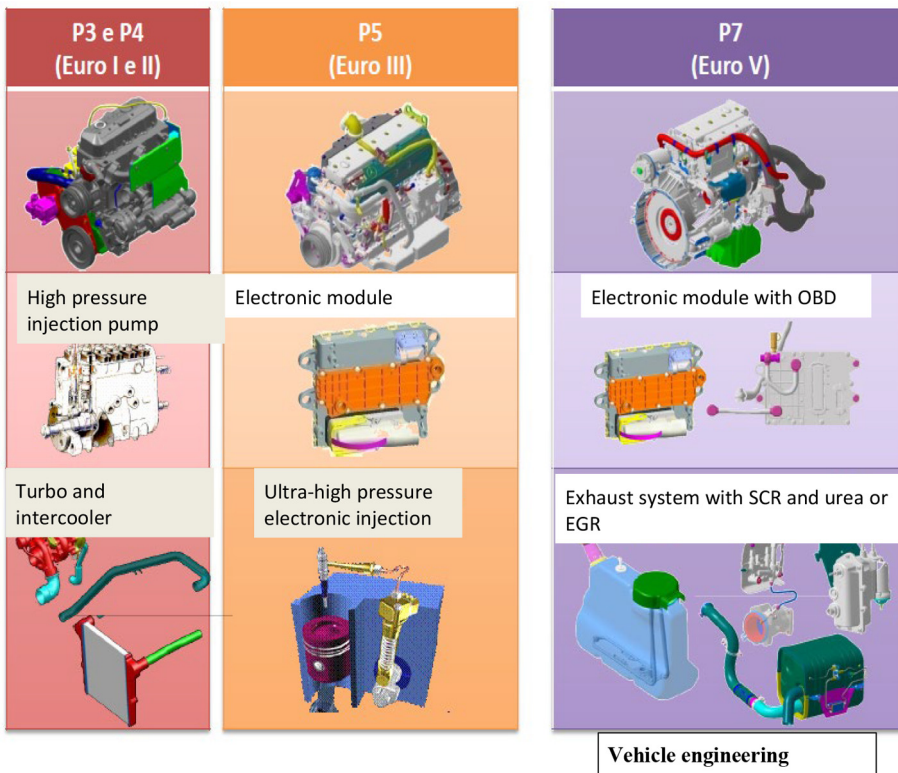 P3 e P4
(Euro I e II)
P5
(Euro III)
P7
(Euro V)
High pressure
injection pump
Electronic module
Electronic module with OBD
Turbo and
intercooler
Ultra-high pressure
electronic injection
Exhaust system with SCR and urea or
EGR
Vehicle engineering